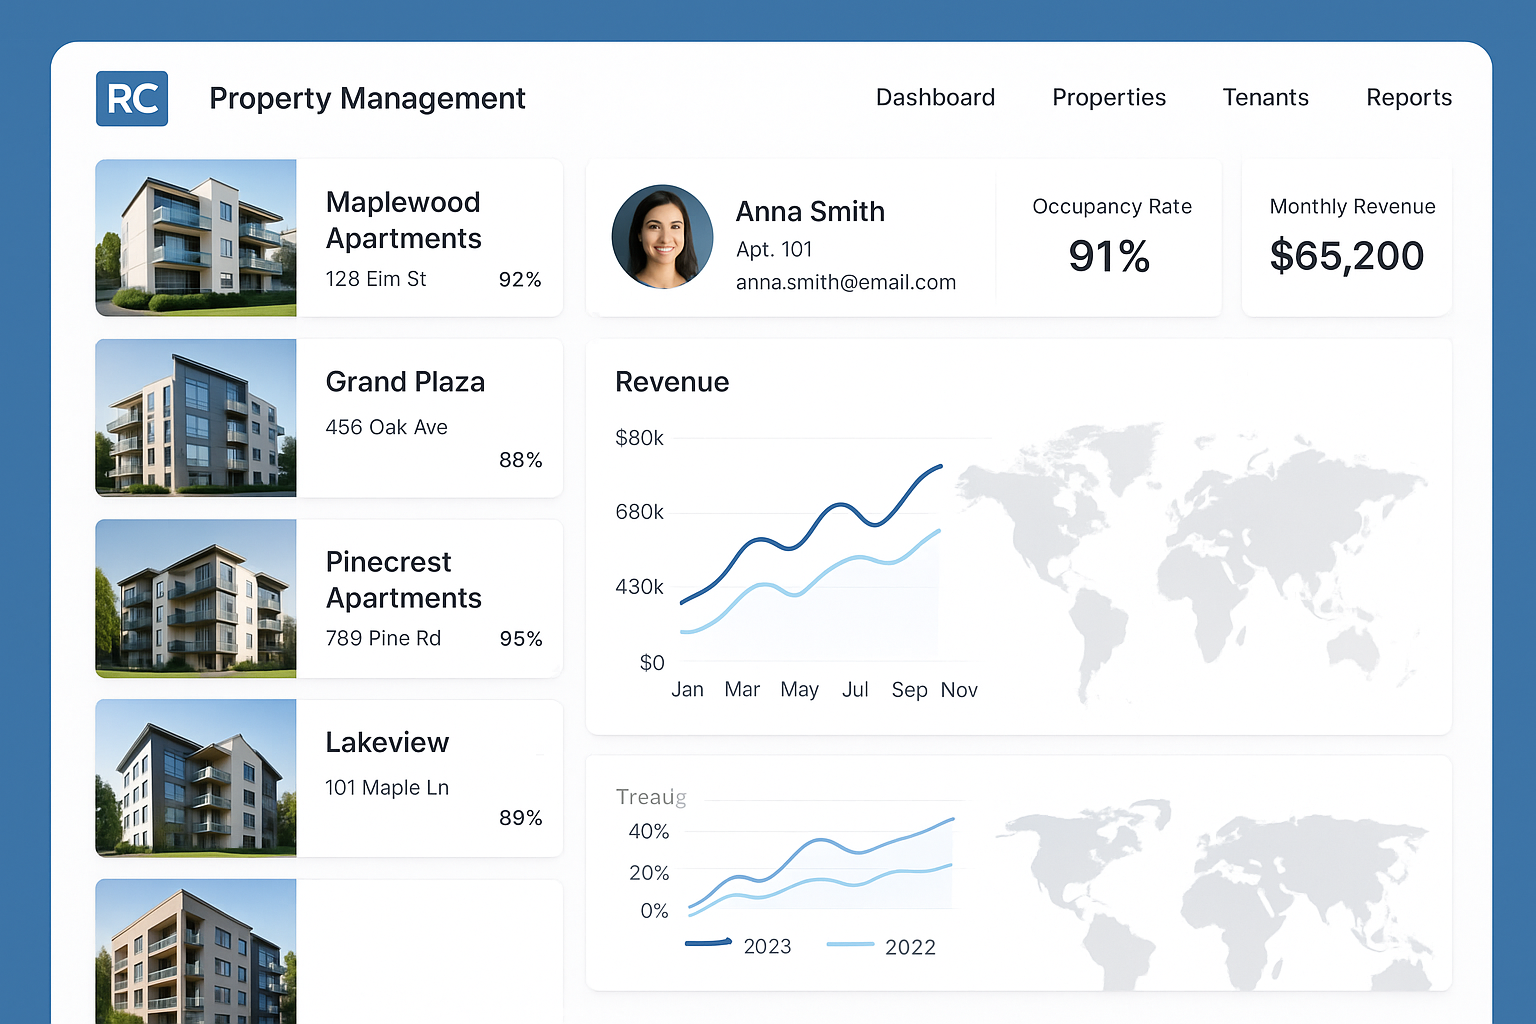 RC
Property Management
Dashboard Properties Tenants Reports
Maplewood
Apartments
128 Eim St 92%
Grand Plaza
456 Oak Ave
88%
Pinecrest
Apartments
789 Pine Rd 95%
Lakeview
101 Maple Ln
89%
Anna Smith
Apt. 101
anna.smith@email.com
Occupancy Rate
91%
Monthly Revenue
$65,200
Revenue
$80k
680k
430k
$0
Jan Mar May Jul Sep Nov
Treaug
40%
20%
0%
2023 2022